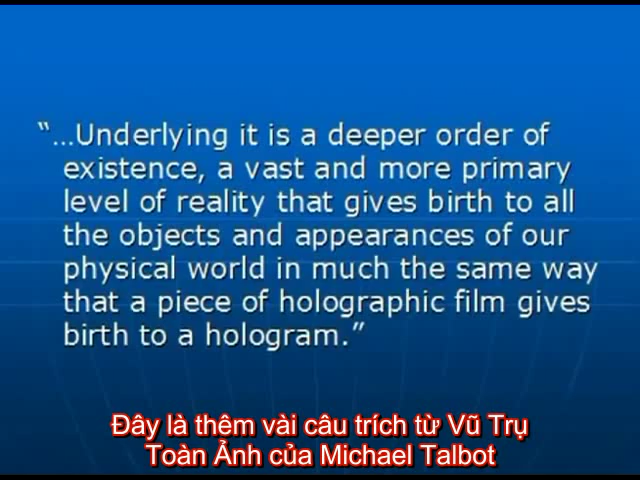 “…Underlying it is a deeper order of
existence, a vast and more primary
level of reality that gives birth to all
the objects and appearances of our
physical world in much the same way
that a piece of holographic film gives
birth to a hologram.”
Đây là thêm vài câu trích từ Vũ Trụ
Toàn Ảnh của Michael Talbot